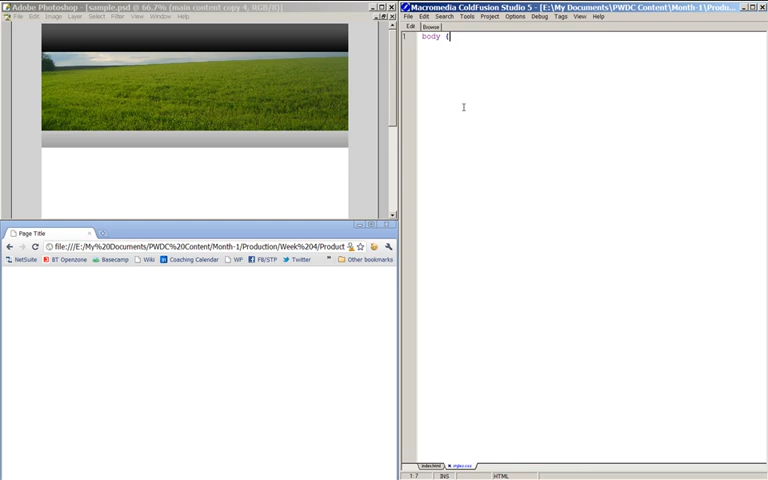 Adobe Photoshop - [sample.psd @ 66.7% (main content copy 4, RGB/8)]
File Edit Image Layer Select Filter View Window Help
Page Title
file:///E:/My%20Documents/PWDC%20Content/Month-1/Production/Week%204/Product
NetSuite BT Openzone Basecamp Wiki Coaching Calendar WP FB/STP Twitter » Other bookmarks
Macromedia ColdFusion Studio 5 - [E:\My Documents\PWDC Content\Month-1\Produ...
File Edit Search Tools Project Options Debug Tags View Help
Edit Browse
1 body {
index.html styles.css
1:7 INS HTML